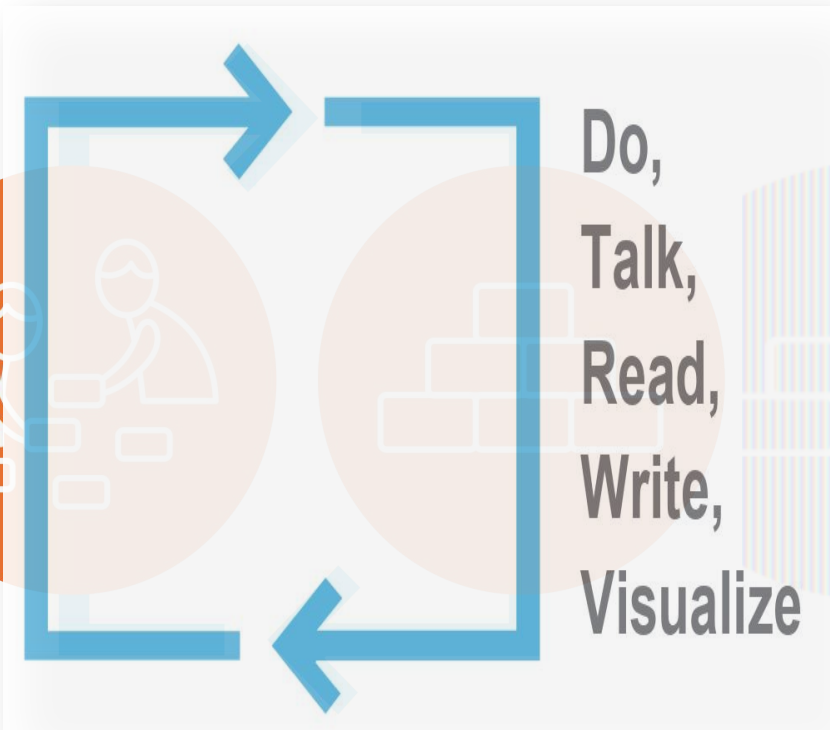 Do,
Talk,
Read,
Write,
Visualize